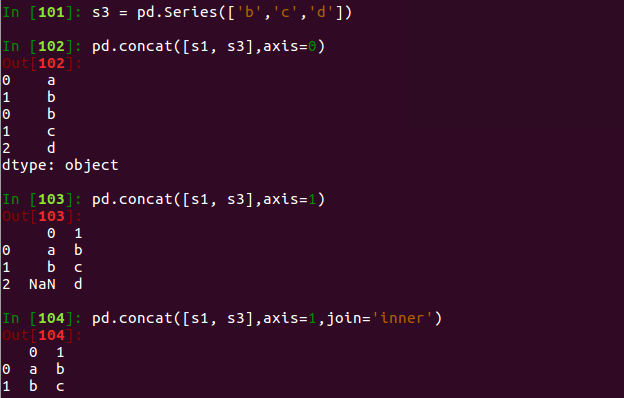 In [101]: s3 = pd.Series(['b','c','d'])
In [102]: pd.concat([s1, s3],axis=0)
Out[102]:
0    a
1    b
0    b
1    c
2    d
dtype: object
In [103]: pd.concat([s1, s3],axis=1)
Out[103]:
     0  1
0    a  b
1    b  c
2  NaN  d
In [104]: pd.concat([s1, s3],axis=1,join='inner')
Out[104]:
   0  1
0  a  b
1  b  c